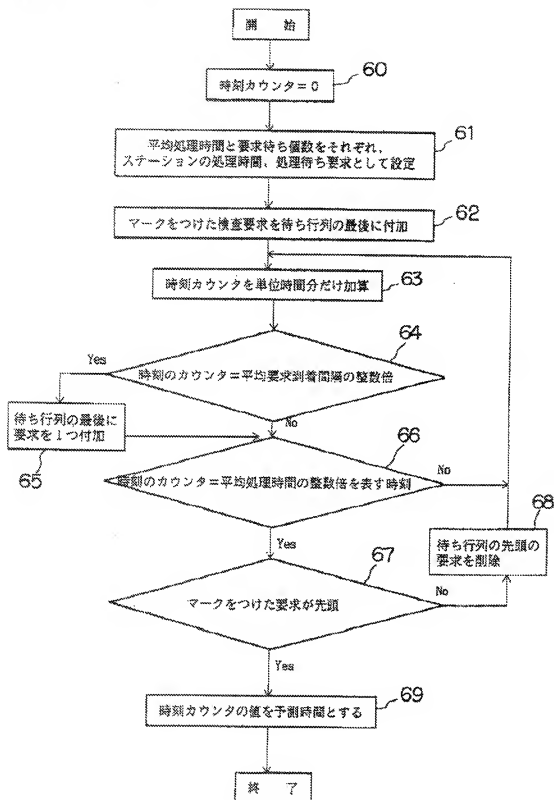 開　始
時刻カウンタ＝0
60
平均処理時間と要求待ち個数をそれぞれ、
ステーションの処理時間、処理待ち要求として設定
61
マークをつけた検査要求を待ち行列の最後に付加
62
時刻カウンタを単位時間分だけ加算
63
64
Yes
時刻のカウンタ＝平均要求到着間隔の整数倍
No
待ち行列の最後に
要求を1つ付加
65
66
時刻のカウンタ＝平均処理時間の整数倍を表す時刻
No
Yes
68
待ち行列の先頭の
要求を削除
67
マークをつけた要求が先頭
No
Yes
時刻カウンタの値を予測時間とする
69
終　了